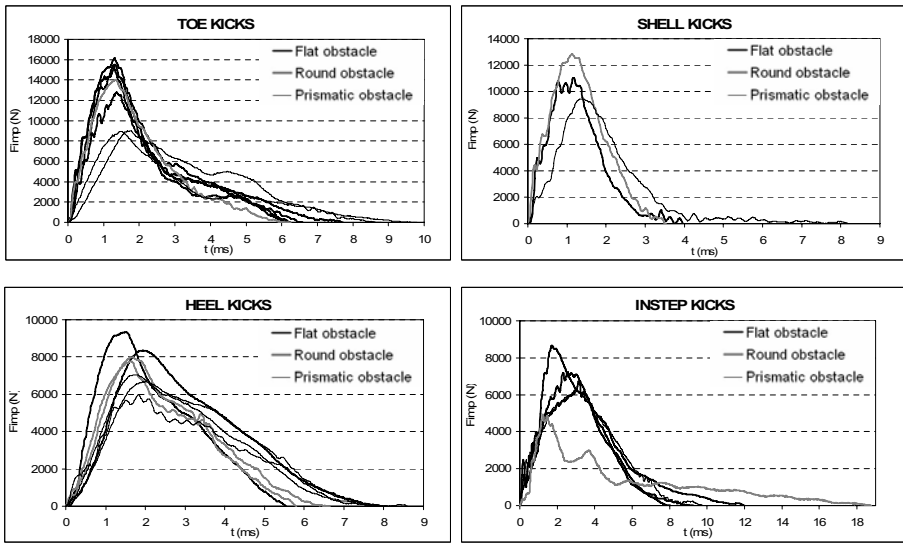 TOE KICKS
18000
16000
14000
12000
10000
8000
6000
4000
2000
0
Fimp (N)
Flat obstacle
Round obstacle
Prismatic obstacle
0 1 2 3 4 5 6 7 8 9 10
t (ms)
SHELL KICKS
14000
12000
10000
8000
6000
4000
2000
0
Fimp (N)
Flat obstacle
Round obstacle
Prismatic obstacle
0 1 2 3 4 5 6 7 8 9
t (ms)
HEEL KICKS
10000
8000
6000
4000
2000
0
Fimp (N)
Flat obstacle
Round obstacle
Prismatic obstacle
0 1 2 3 4 5 6 7 8 9
t (ms)
INSTEP KICKS
10000
8000
6000
4000
2000
0
Fimp (N)
Flat obstacle
Round obstacle
Prismatic obstacle
0 2 4 6 8 10 12 14 16 18
t (ms)